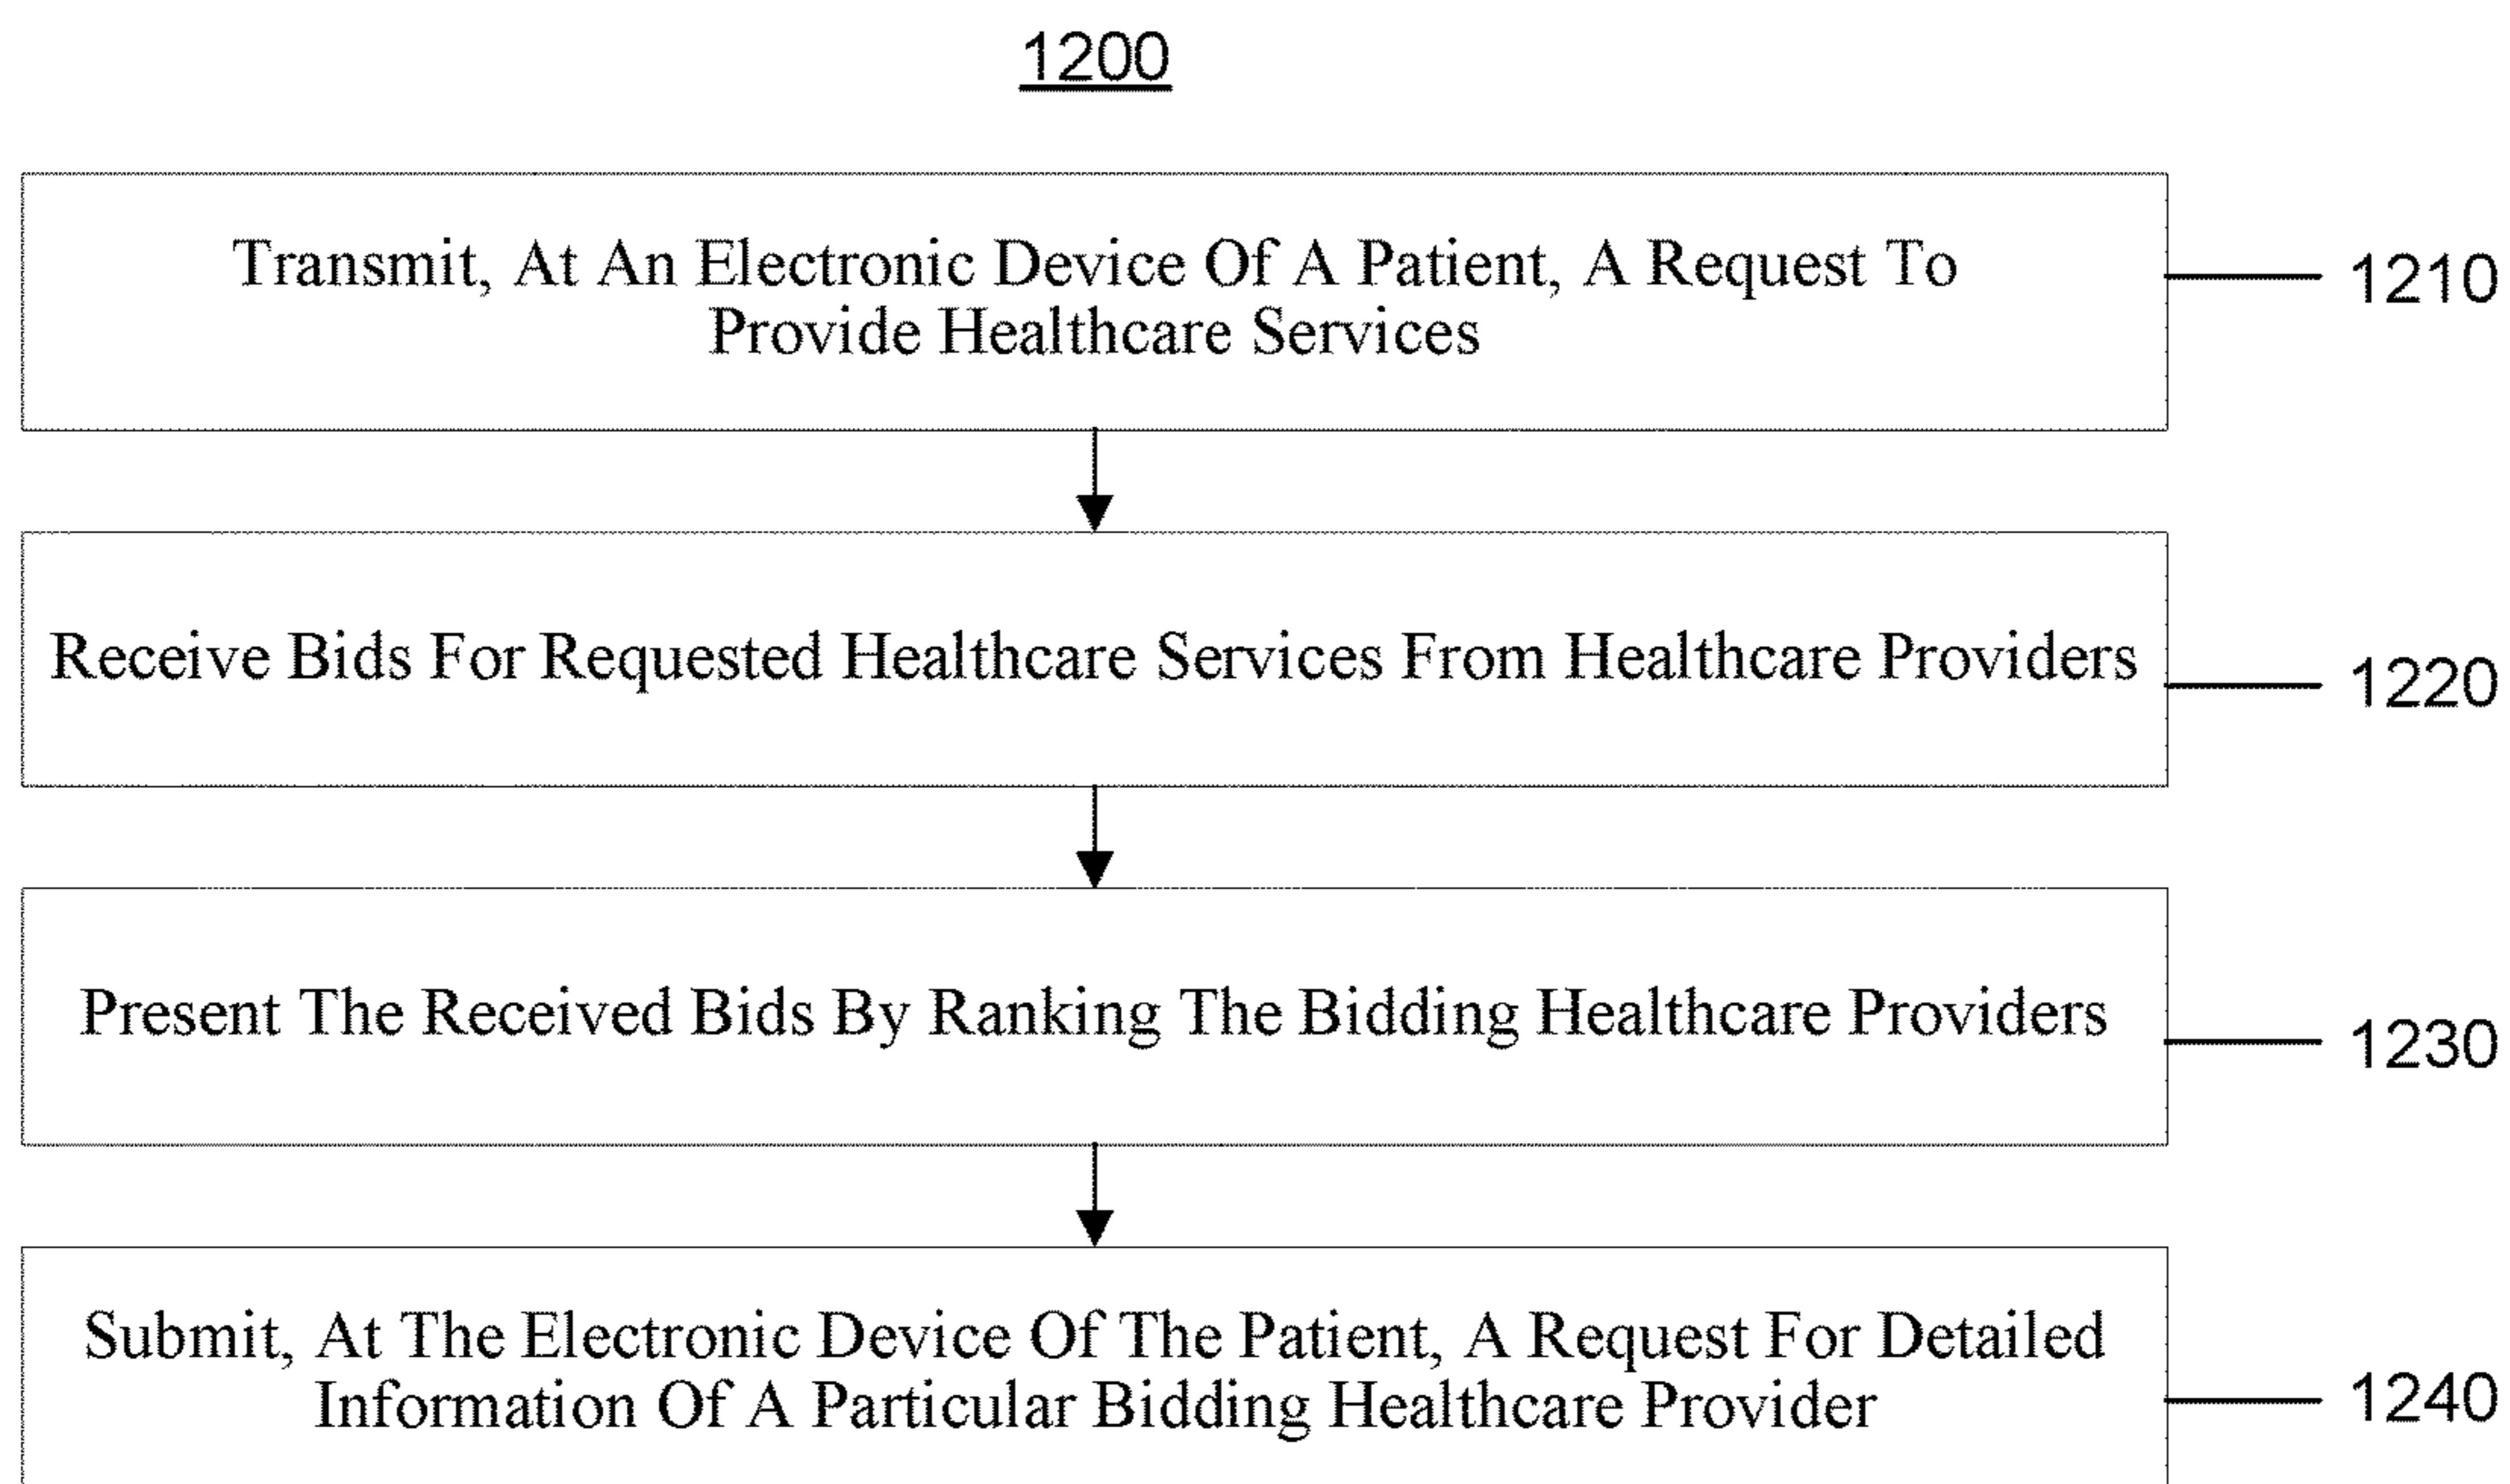 1200
Transmit, At An Electronic Device Of A Patient, A Request To
Provide Healthcare Services
1210
Receive Bids For Requested Healthcare Services From Healthcare Providers
1220
Present The Received Bids By Ranking The Bidding Healthcare Providers
1230
Submit, At The Electronic Device Of The Patient, A Request For Detailed
Information Of A Particular Bidding Healthcare Provider
1240